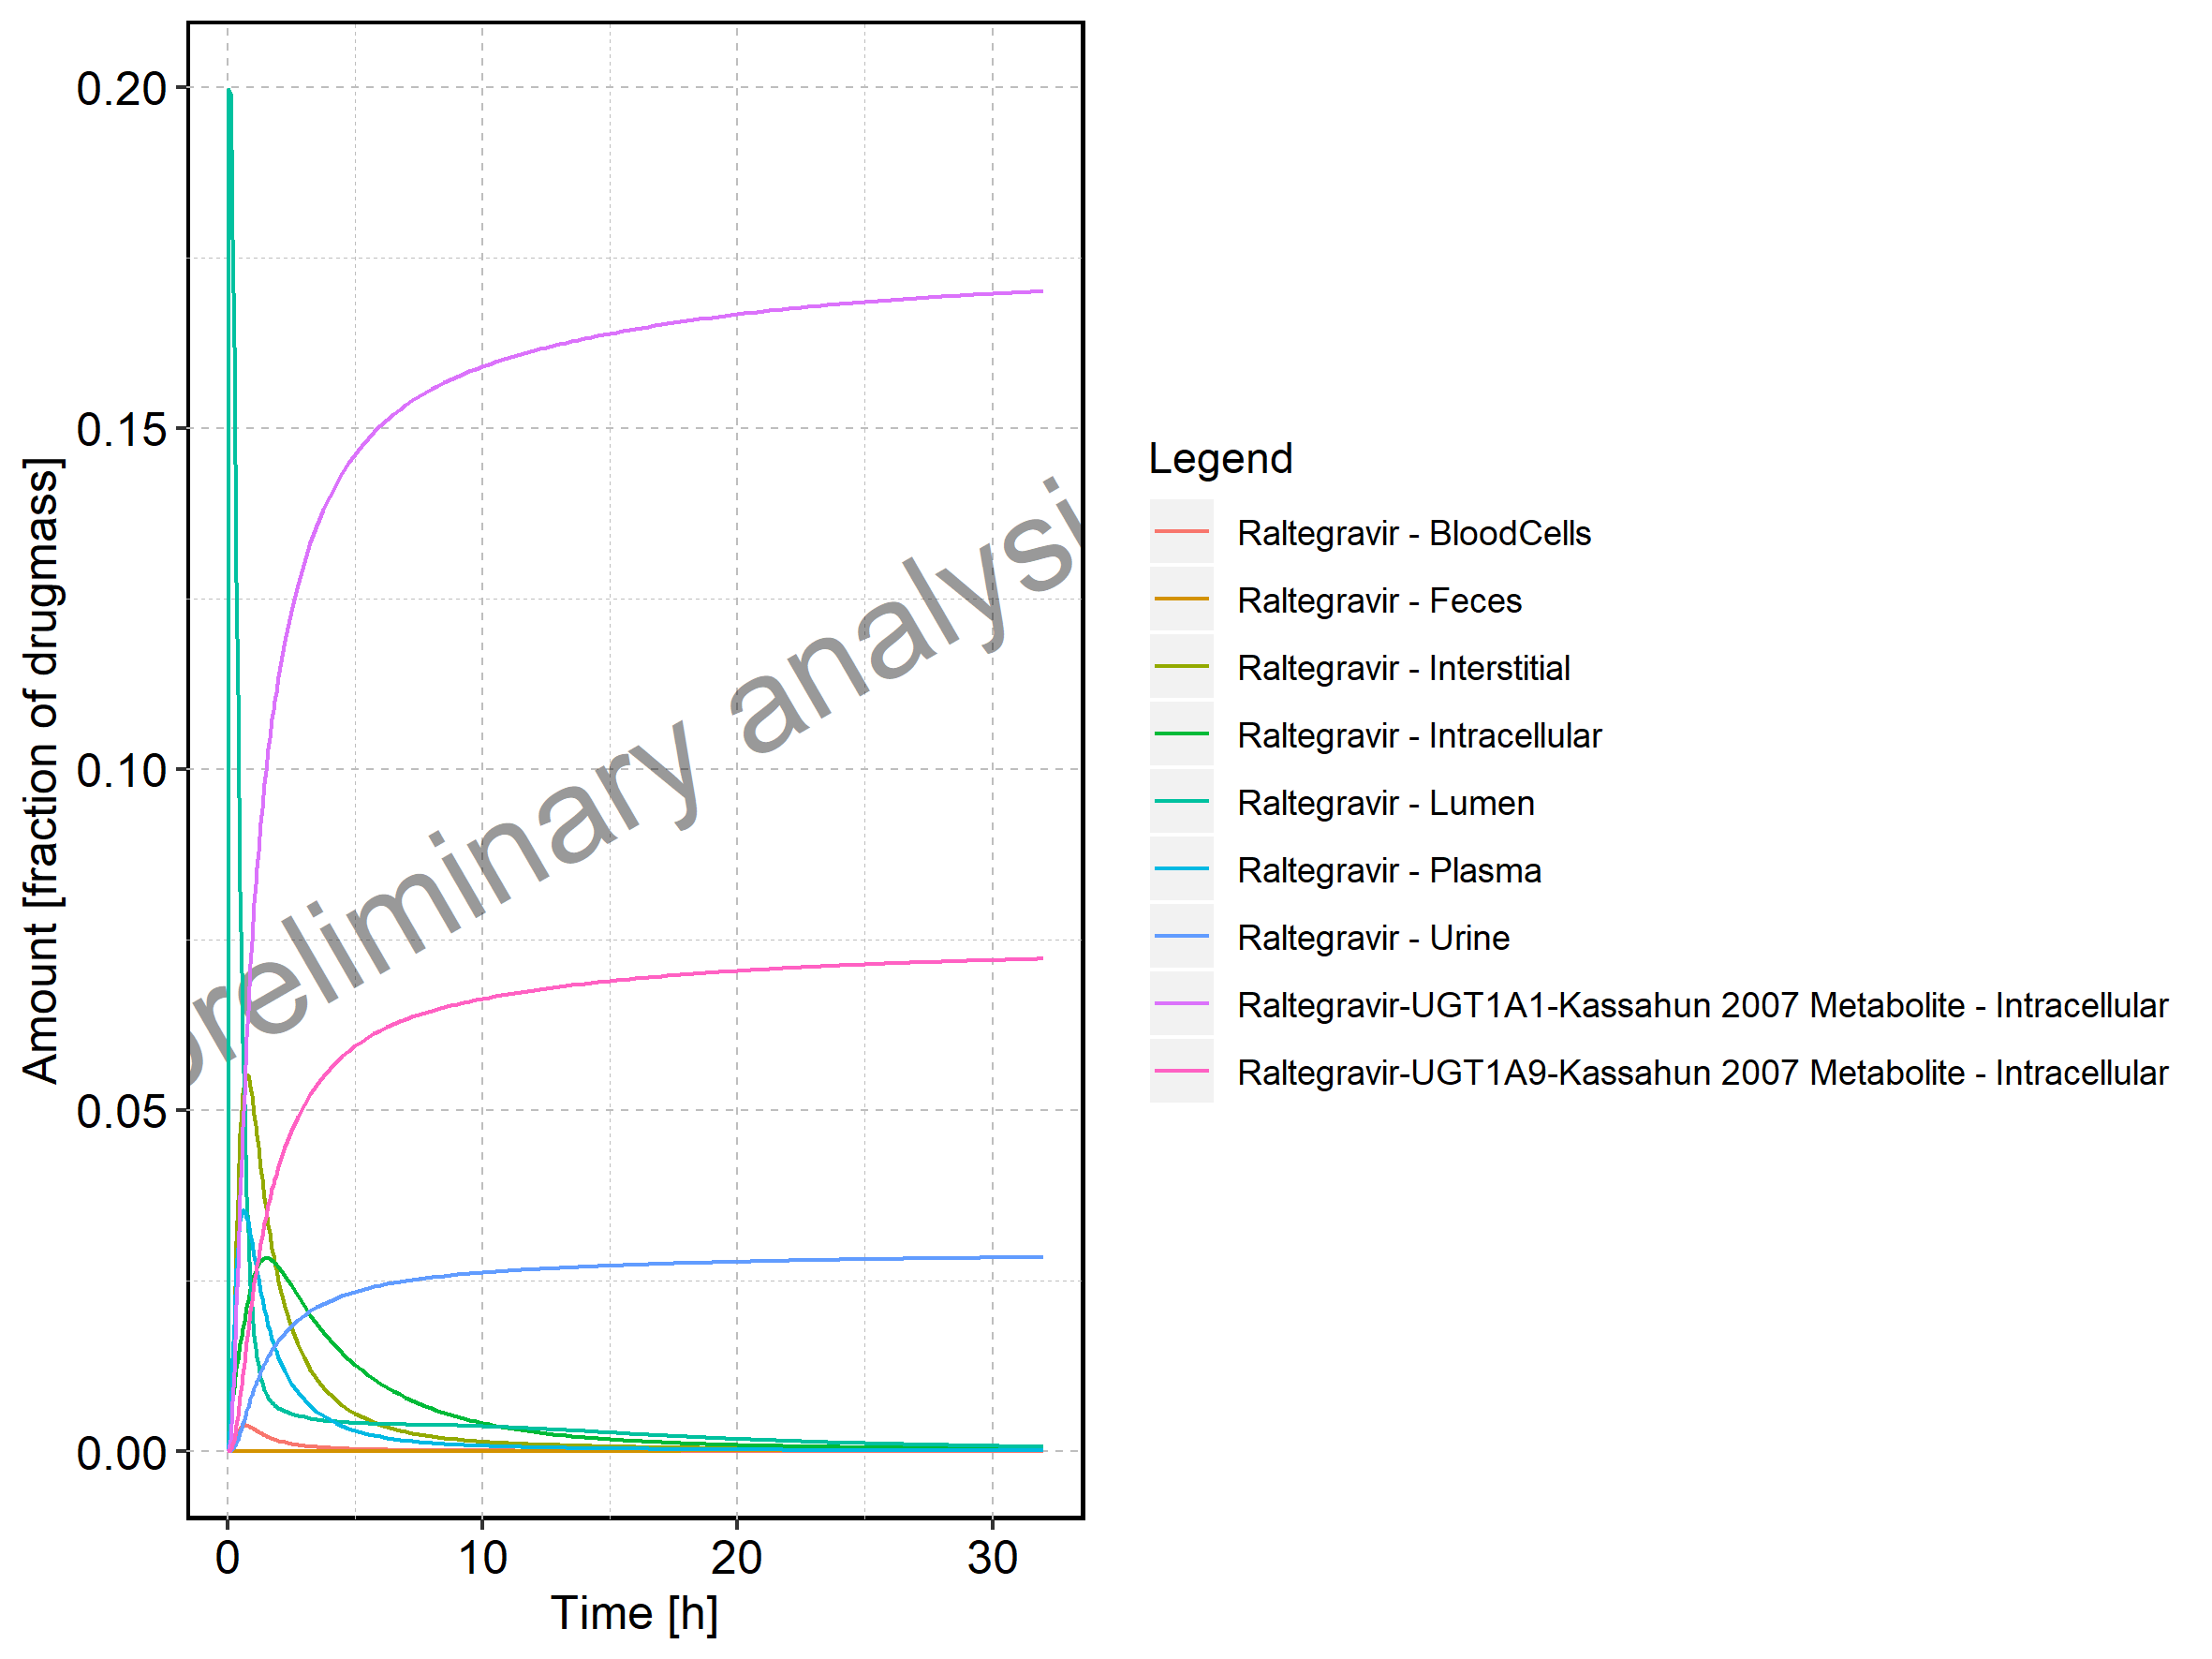 0.20
0.15
0.10
0.05
0.00
Amount [fraction of drugmass]
0 10 20 30
Time [h]
preliminary analysi
Legend
Raltegravir - BloodCells
Raltegravir - Feces
Raltegravir - Interstitial
Raltegravir - Intracellular
Raltegravir - Lumen
Raltegravir - Plasma
Raltegravir - Urine
Raltegravir-UGT1A1-Kassahun 2007 Metabolite - Intracellular
Raltegravir-UGT1A9-Kassahun 2007 Metabolite - Intracellular